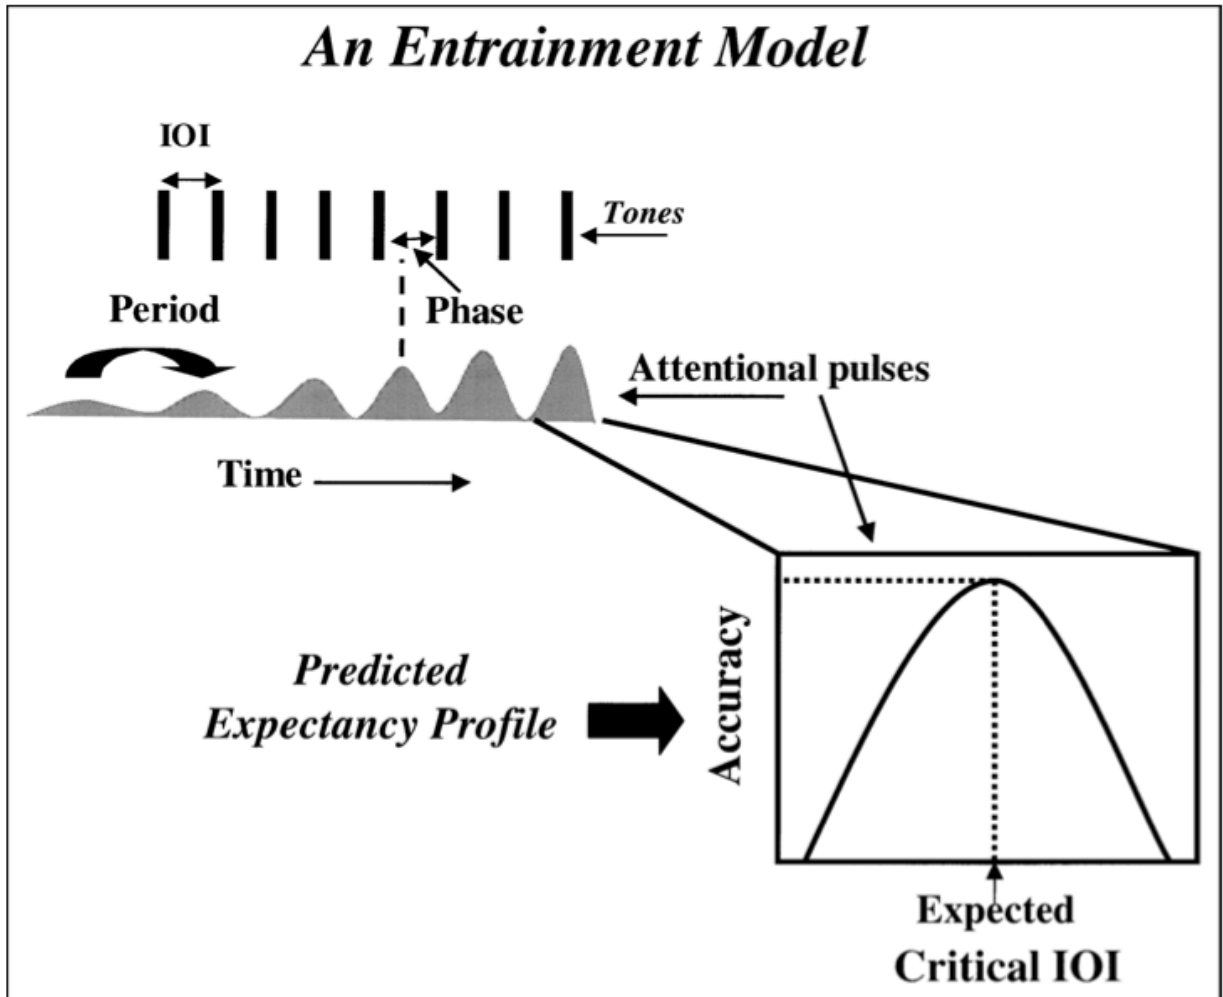 An Entrainment Model
IOI
Tones
Period
Phase
Attentional pulses
Time
Accuracy
Predicted
Expectancy Profile
Expected
Critical IOI